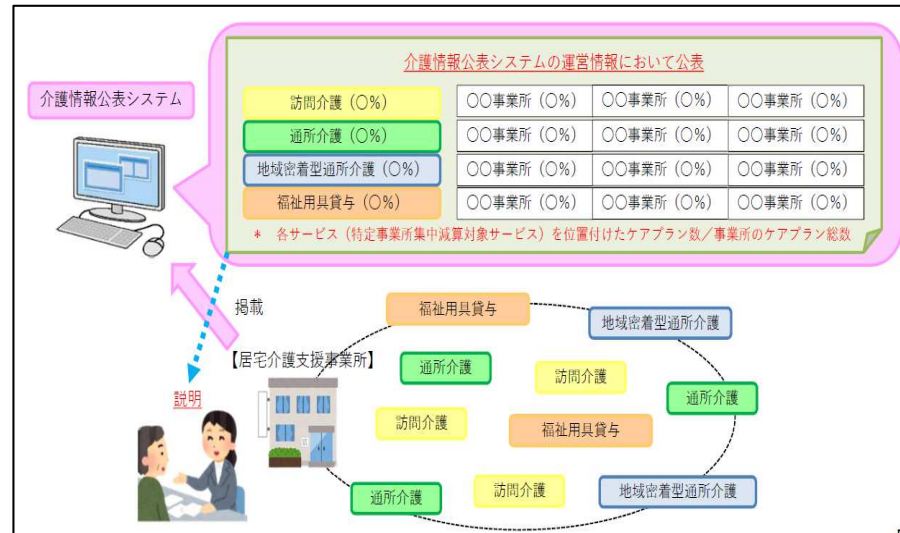 介護情報公表システムの運営情報において公表
介護情報公表システム
訪問介護（〇%） 〇〇事業所（〇%） 〇〇事業所（〇%） 〇〇事業所（〇%）
通所介護（〇%） 〇〇事業所（〇%） 〇〇事業所（〇%） 〇〇事業所（〇%）
地域密着型通所介護（〇%） 〇〇事業所（〇%） 〇〇事業所（〇%） 〇〇事業所（〇%）
福祉用具貸与（〇%） 〇〇事業所（〇%） 〇〇事業所（〇%） 〇〇事業所（〇%）
* 各サービス（特定事業所集中減算対象サービス）を位置付けたケアプラン数／事業所のケアプラン総数
掲載
福祉用具貸与
地域密着型通所介護
【居宅介護支援事業所】
通所介護
訪問介護
説明
通所介護
訪問介護
福祉用具貸与
通所介護
訪問介護
地域密着型通所介護